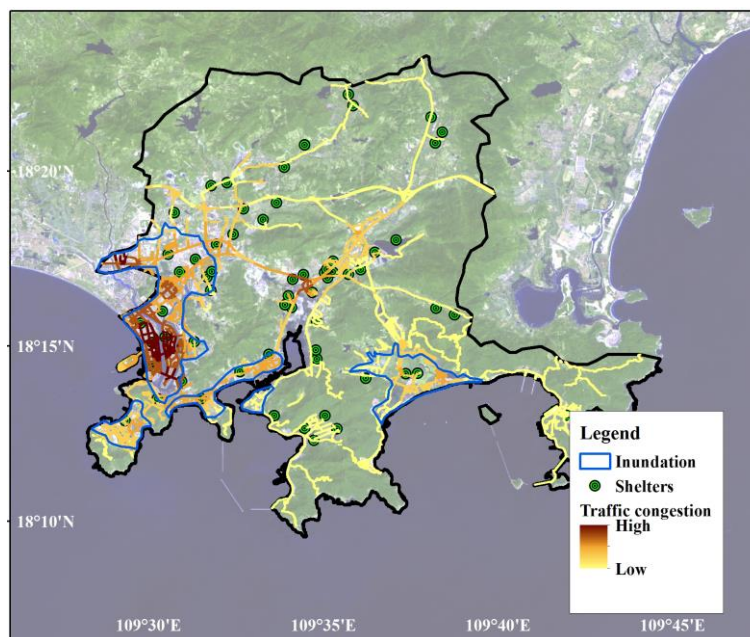 18°20'N
18°15'N
18°10'N
Legend
Inundation
Shelters
Traffic congestion
High
Low
109°30'E
109°35'E
109°40'E
109°45'E